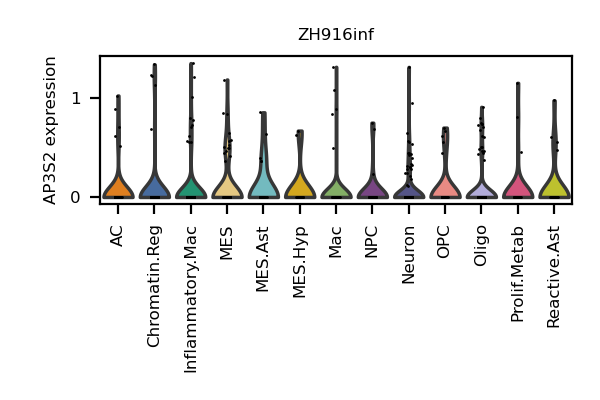 ZH916inf
AP3S2 expression
1
0
AC
Chromatin.Reg
Inflammatory.Mac
MES
MES.Ast
MES.Hyp
Mac
NPC
Neuron
OPC
Oligo
Prolif.Metab
Reactive.Ast